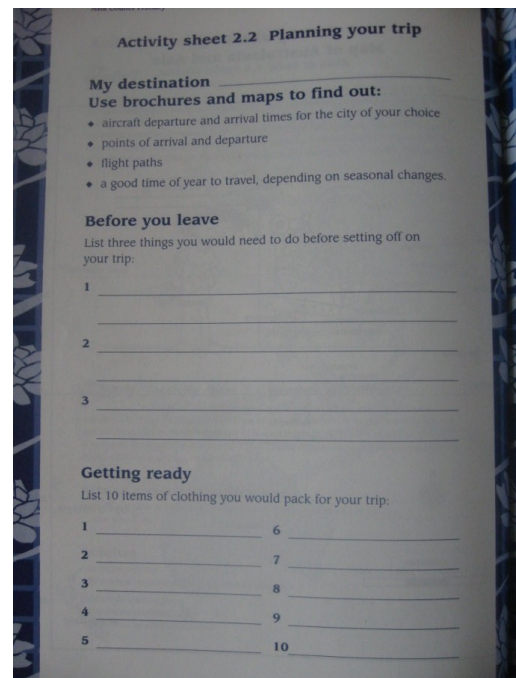 Activity sheet 2.2 Planning your trip
My destination
Use brochures and maps to find out:
◆ aircraft departure and arrival times for the city of your choice
◆ points of arrival and departure
◆ flight paths
◆ a good time of year to travel, depending on seasonal changes.
Before you leave
List three things you would need to do before setting off on
your trip:
1
2
3
Getting ready
List 10 items of clothing you would pack for your trip:
1
2
3
4
5
6
7
8
9
10